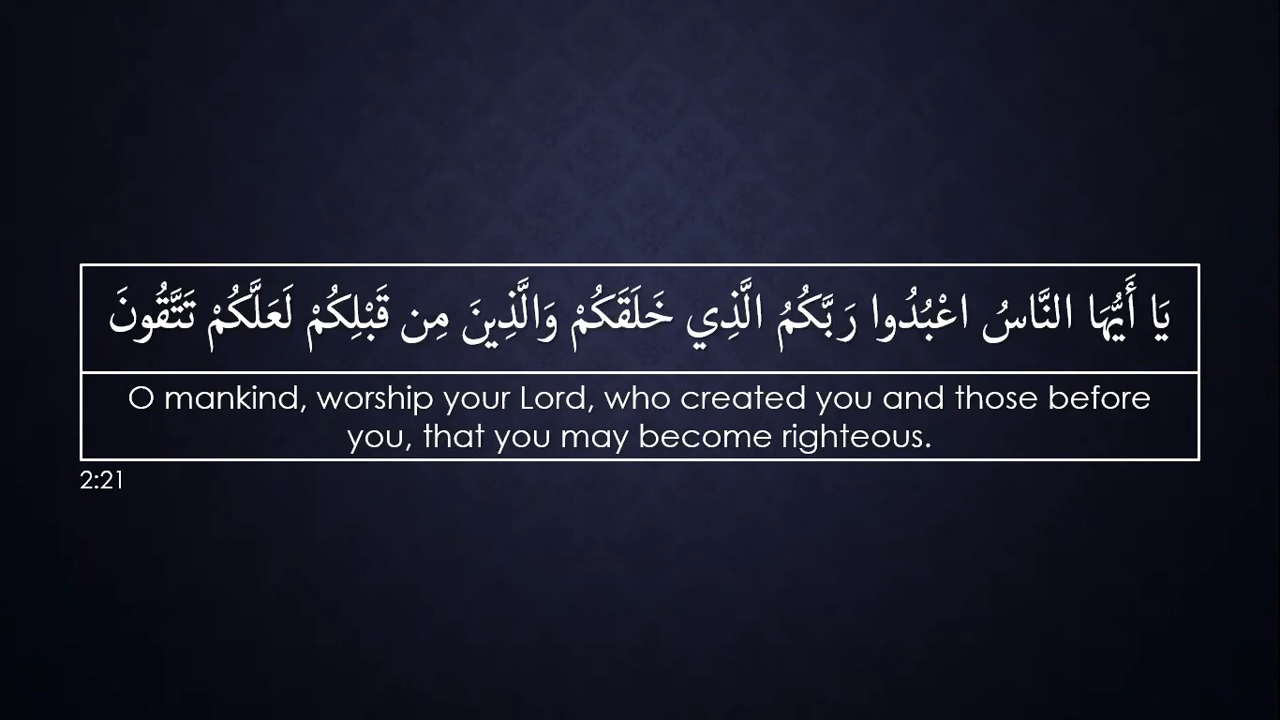 يَا أَيُّهَا النَّاسُ اعْبُدُوا رَبَّكُمُ الَّذِي خَلَقَكُمْ وَالَّذِينَ مِن قَبْلِكُمْ لَعَلَّكُمْ تَتَّقُونَ
O mankind, worship your Lord, who created you and those before
you, that you may become righteous.
2:21